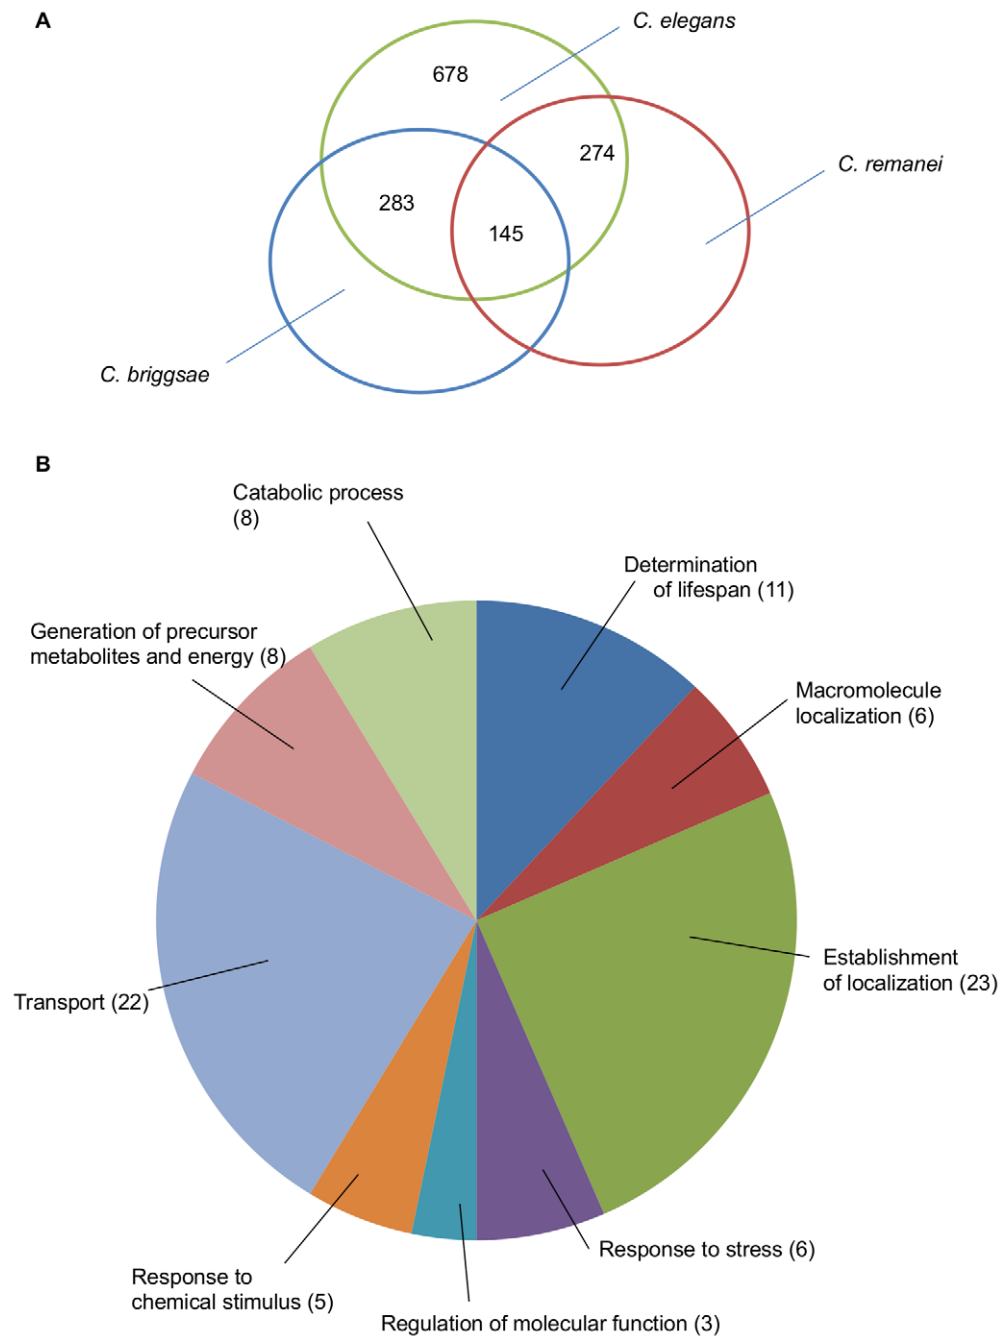 A
C. elegans
678
274
C. remanei
283
145
C. briggsae
B
Catabolic process
(8)
Determination
of lifespan (11)
Generation of precursor
metabolites and energy (8)
Macromolecule
localization (6)
Establishment
of localization (23)
Transport (22)
Response to stress (6)
Response to
chemical stimulus (5)
Regulation of molecular function (3)